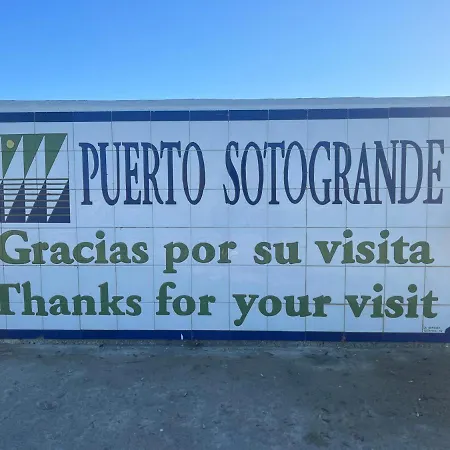 PUERTO SOTOGRANDE
Gracias por su visita
Thanks for your visit